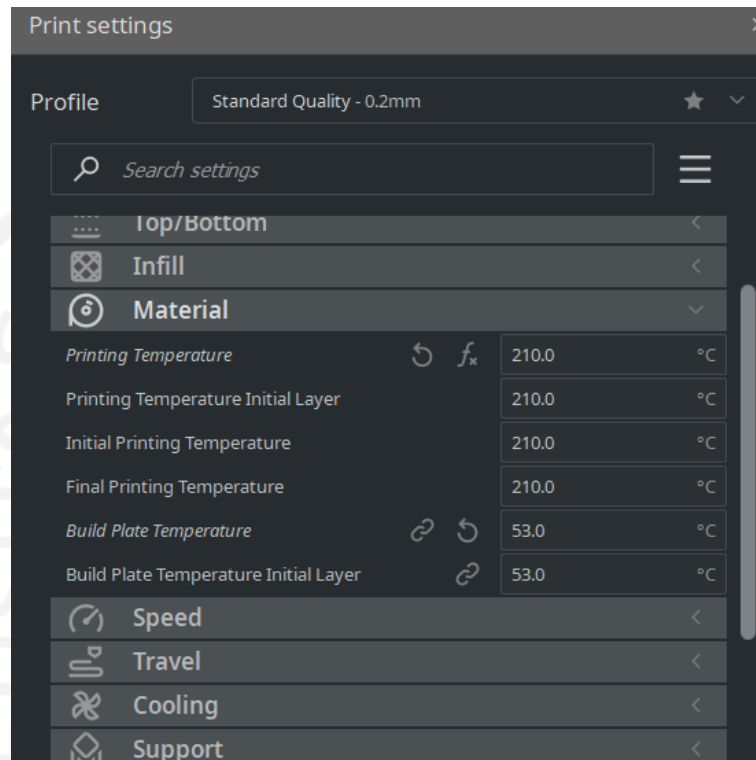 Print settings
Profile Standard Quality - 0.2mm
Search settings
Top/Bottom
Infill
Material
Printing Temperature 210.0 °C
Printing Temperature Initial Layer 210.0 °C
Initial Printing Temperature 210.0 °C
Final Printing Temperature 210.0 °C
Build Plate Temperature 53.0 °C
Build Plate Temperature Initial Layer 53.0 °C
Speed
Travel
Cooling
Support